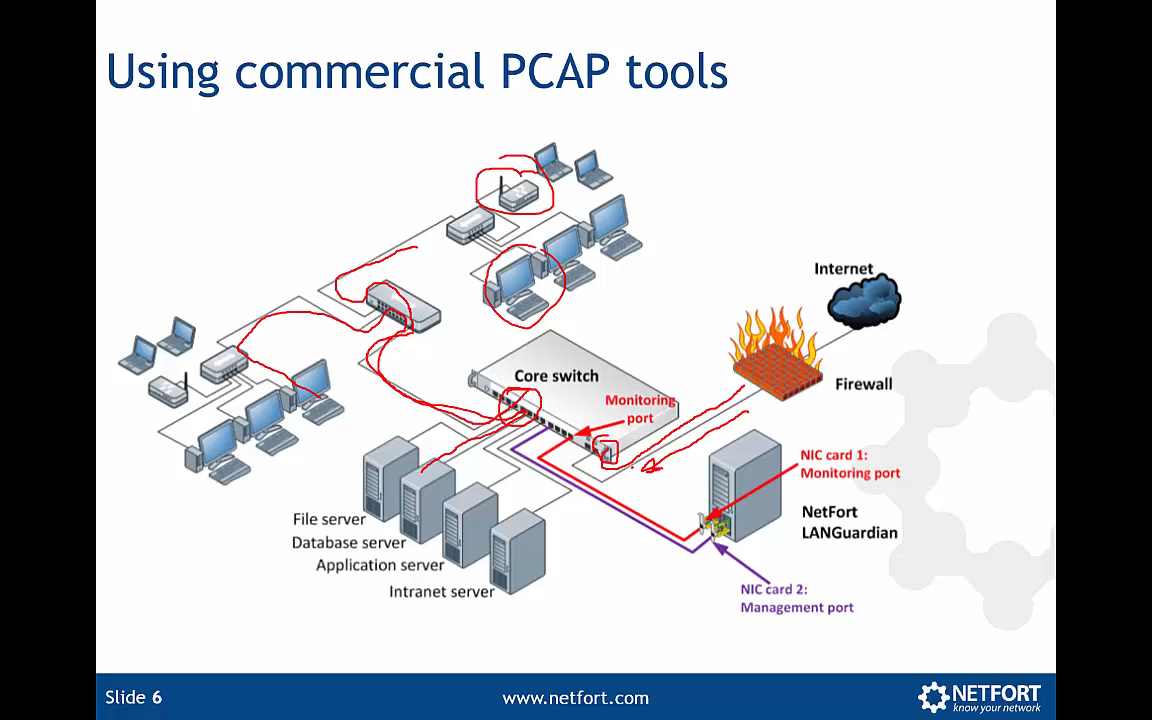 Using commercial PCAP tools
Internet
Firewall
Core switch
Monitoring
port
NIC card 1:
Monitoring port
NetFort
LANGuardian
File server
Database server
Application server
Intranet server
NIC card 2:
Management port
Slide 6
www.netfort.com
NETFORT
know your network